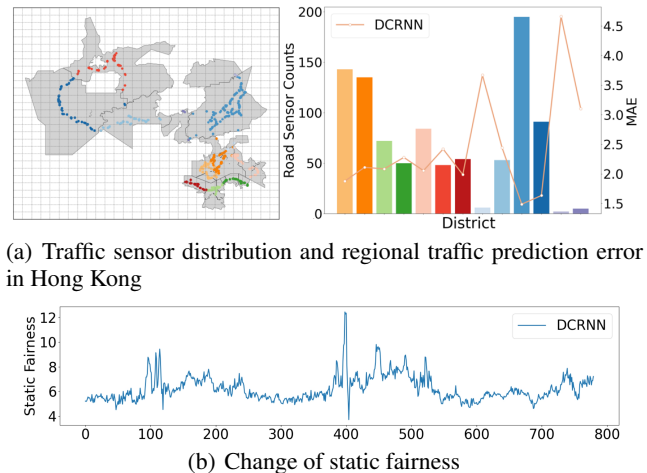 200
150
100
50
0
Road Sensor Counts
DCRNN
4.5
4.0
3.5
3.0
2.5
2.0
1.5
MAE
District
(a) Traffic sensor distribution and regional traffic prediction error
in Hong Kong
12
10
8
6
4
Static Fairness
DCRNN
0 100 200 300 400 500 600 700 800
(b) Change of static fairness